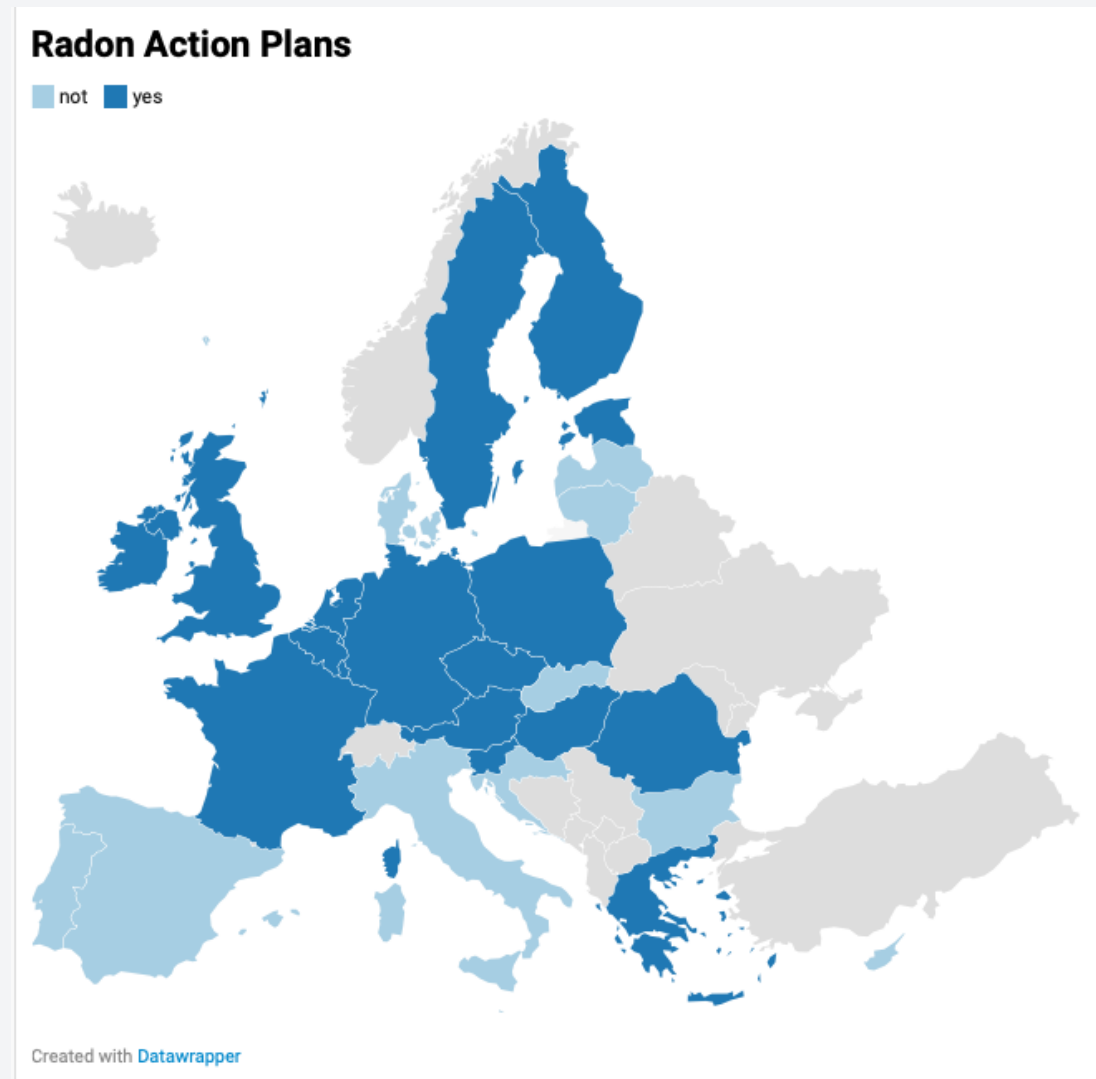 Radon Action Plans
not yes
Created with Datawrapper